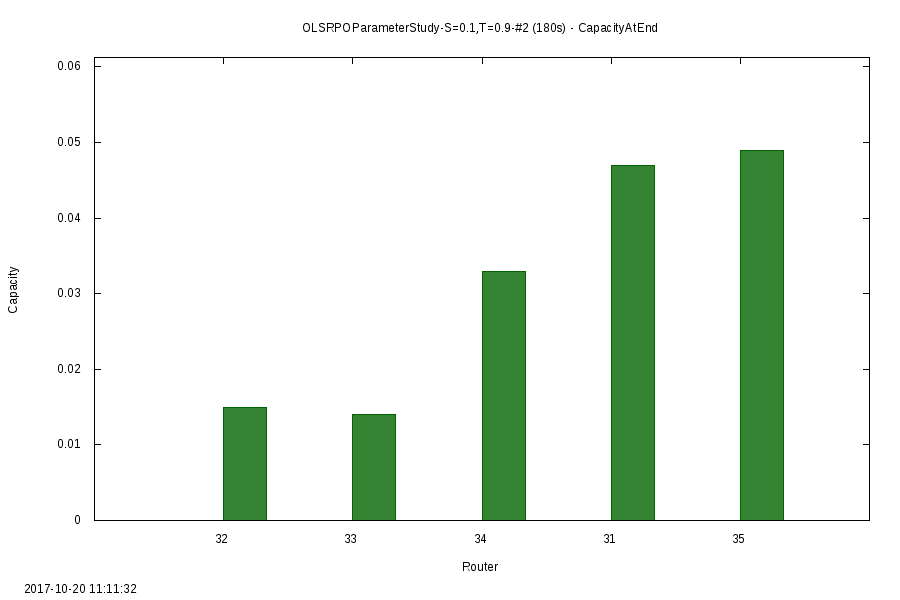 OLSRPOParameterStudy-S=0.1,T=0.9-#2 (180s) - CapacityAtEnd
0.06
0.05
0.04
0.03
0.02
0.01
0
Capacity
32 33 34 31 35
Router
2017-10-20 11:11:32